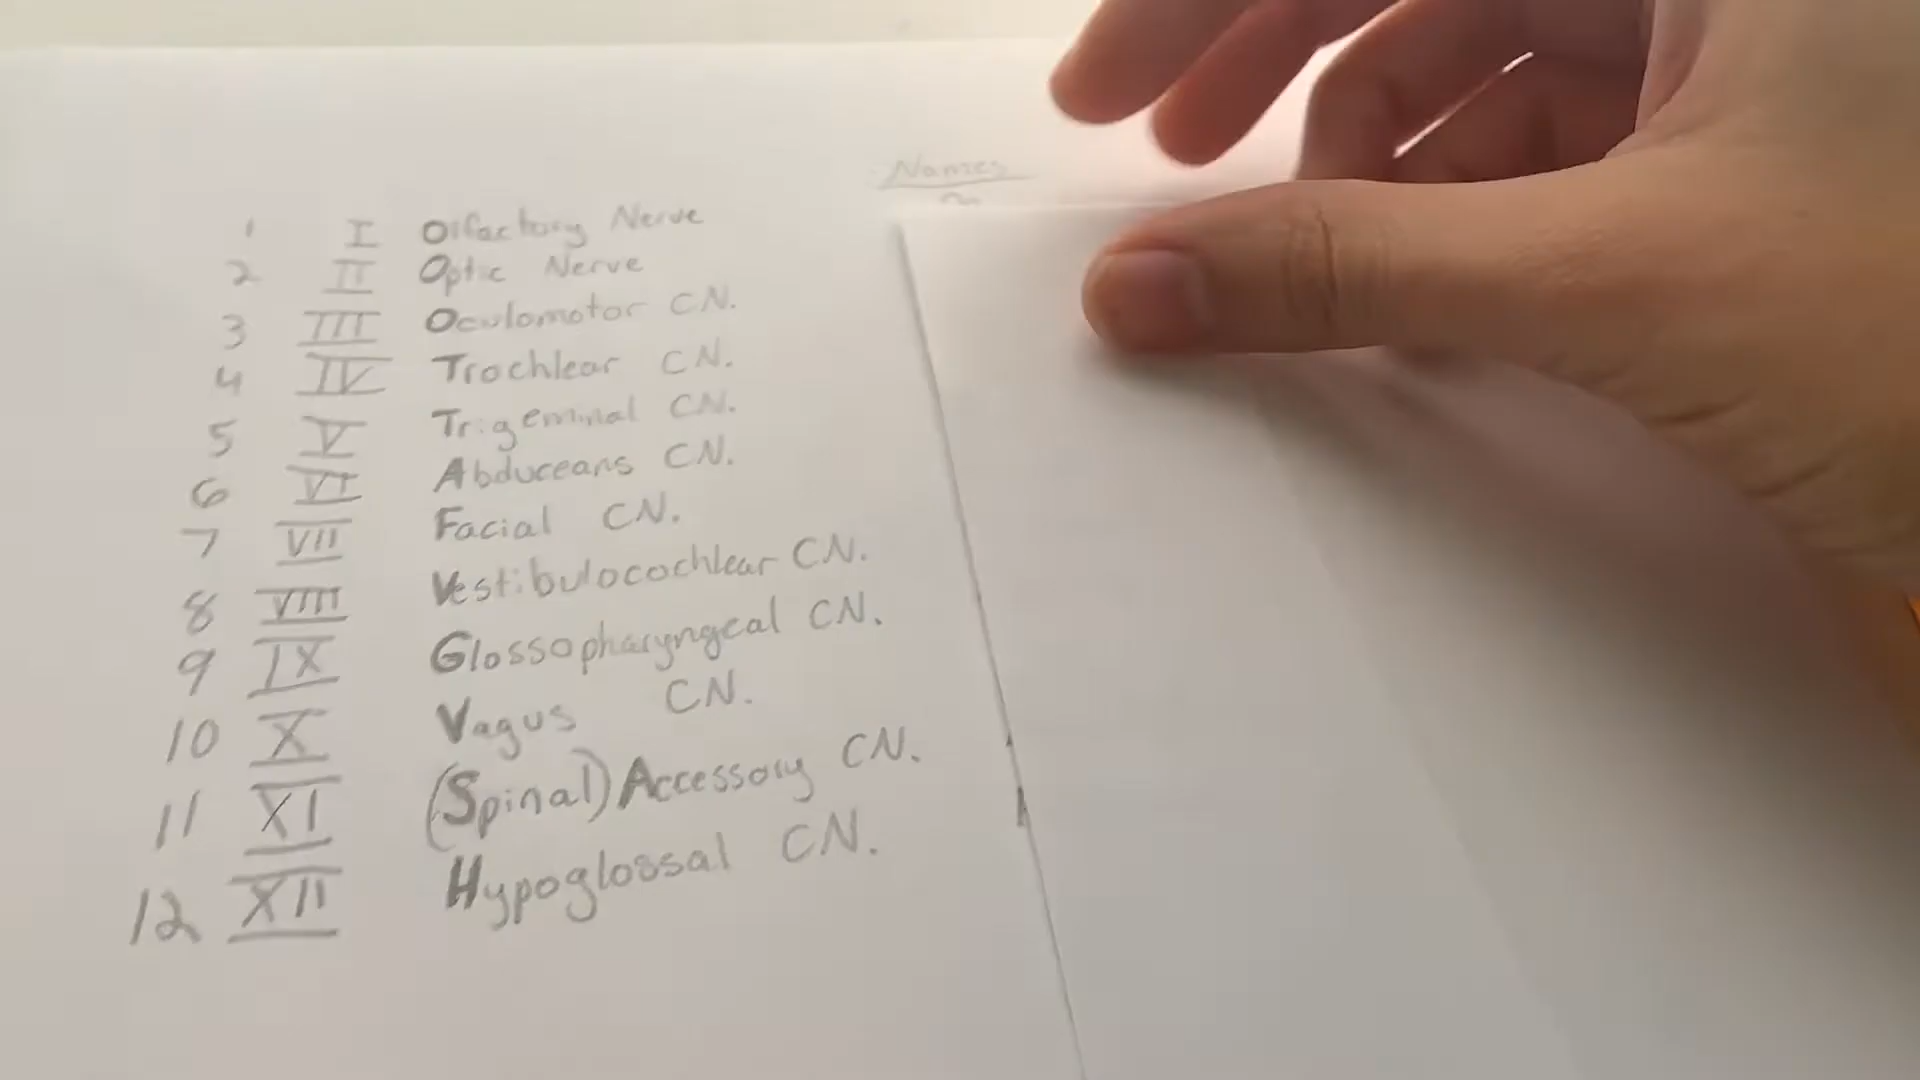 Names
1 I Olfactory Nerve
2 II Optic Nerve
3 III Oculomotor CN.
4 IV Trochlear CN.
5 V Trigeminal CN.
6 VI Abduceans CN.
7 VII Facial CN.
8 VIII Vestibulocochlear CN.
9 IX Glossopharyngeal CN.
10 X Vagus CN.
11 XI (Spinal) Accessory CN.
12 XII Hypoglossal CN.